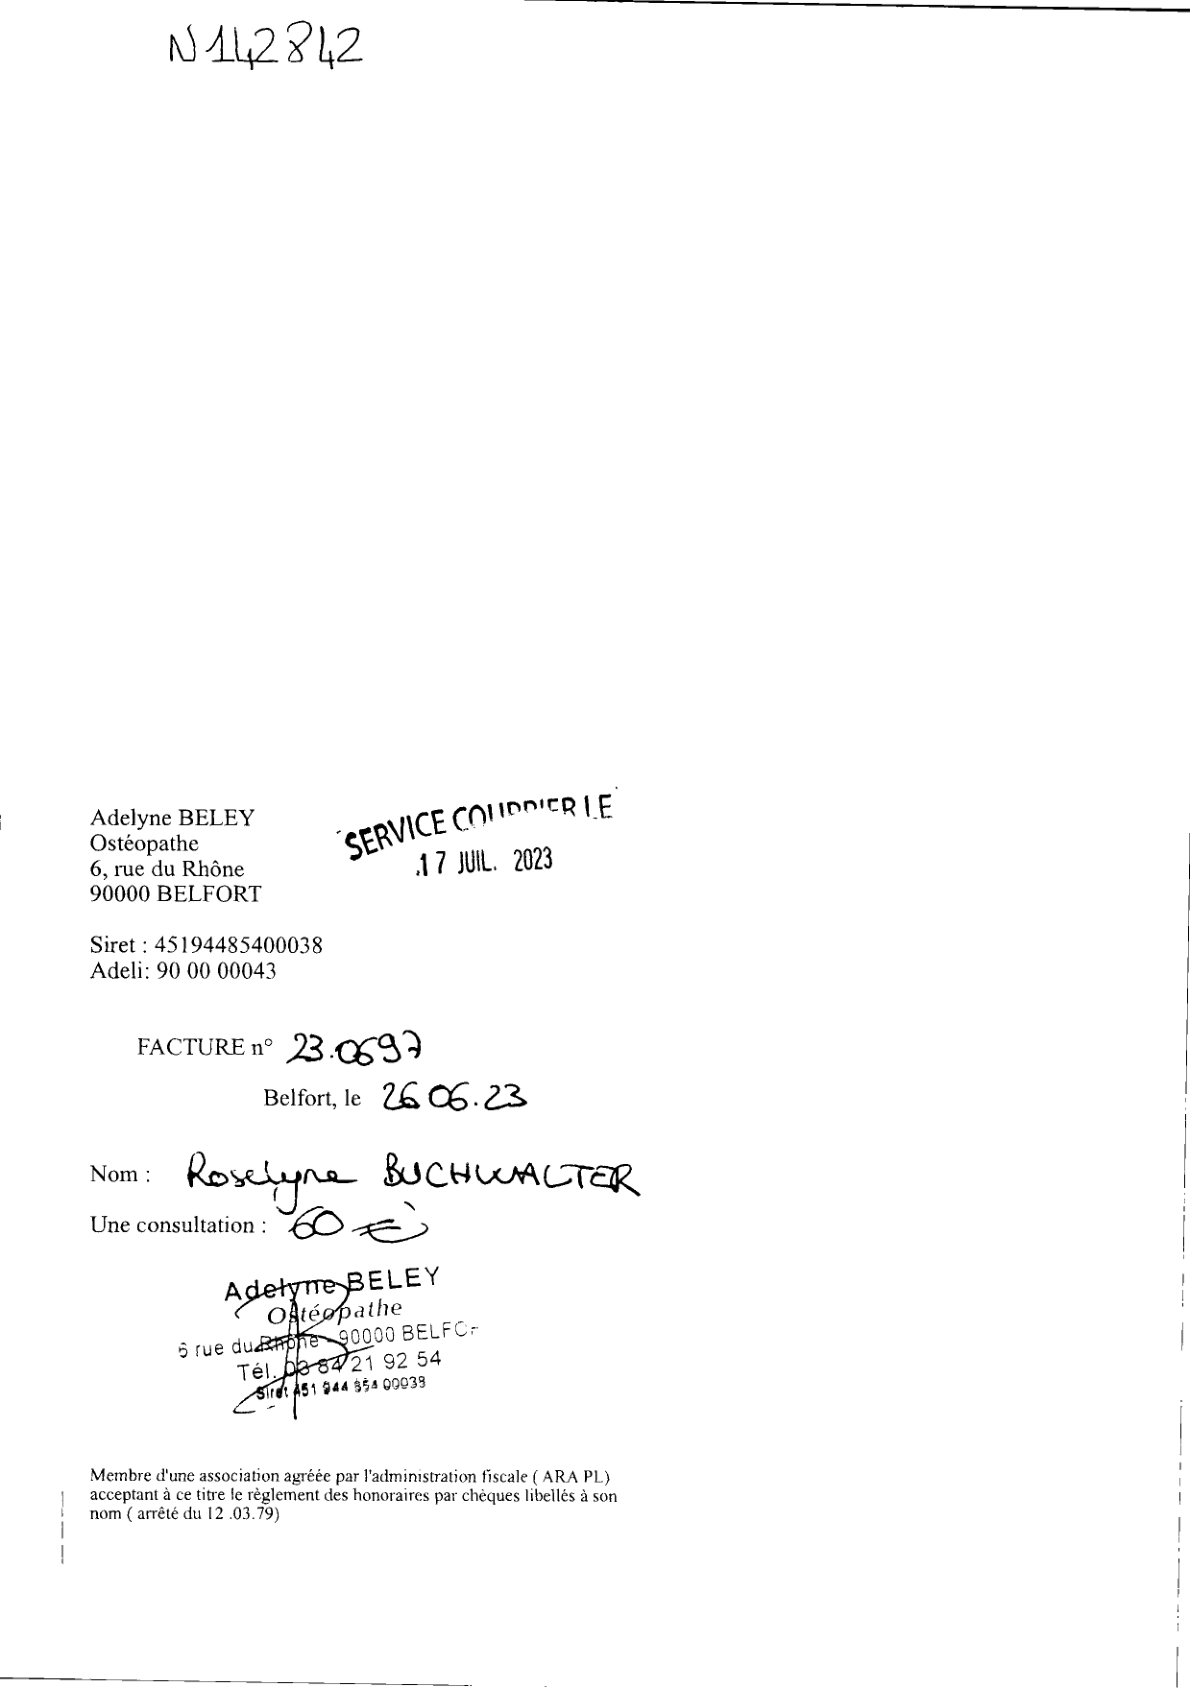 N142842
Adelyne BELEY
Ostéopathe
6, rue du Rhône
90000 BELFORT
SERVICE COURRIER LE
17 JUIL. 2023
Siret : 45194485400038
Adeli: 90 00 00043
FACTURE n° 23.0697
Belfort, le 26 06.23
Nom : Roselyne BUCHWALTER
Une consultation : 60 €
Adelyne BELEY
Ostéopathe
6 rue du Rhône 90000 BELFO
Tél. 03 84 21 92 54
Siret 451 944 854 00038
Membre d'une association agréée par l'administration fiscale ( ARA PL)
acceptant à ce titre le règlement des honoraires par chèques libellés à son
nom ( arrêté du 12 .03.79)